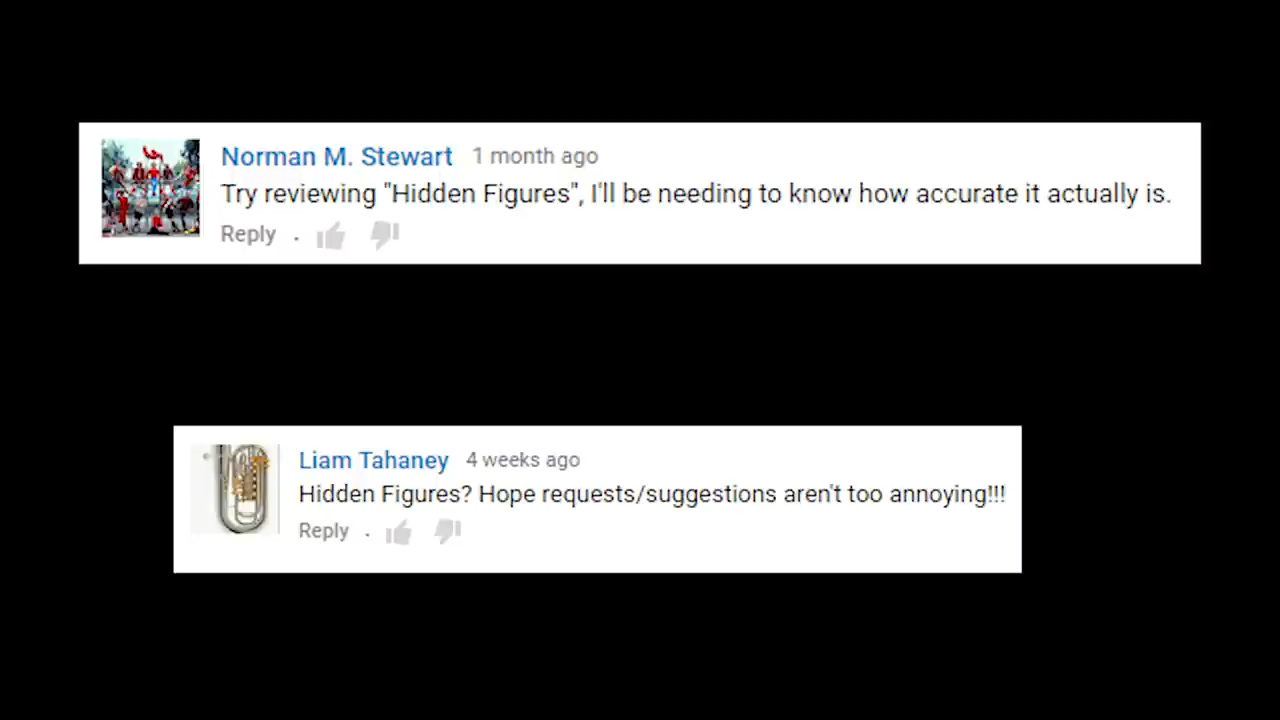 Norman M. Stewart 1 month ago
Try reviewing "Hidden Figures", I'll be needing to know how accurate it actually is.
Reply .
Liam Tahaney 4 weeks ago
Hidden Figures? Hope requests/suggestions aren't too annoying!!!
Reply .